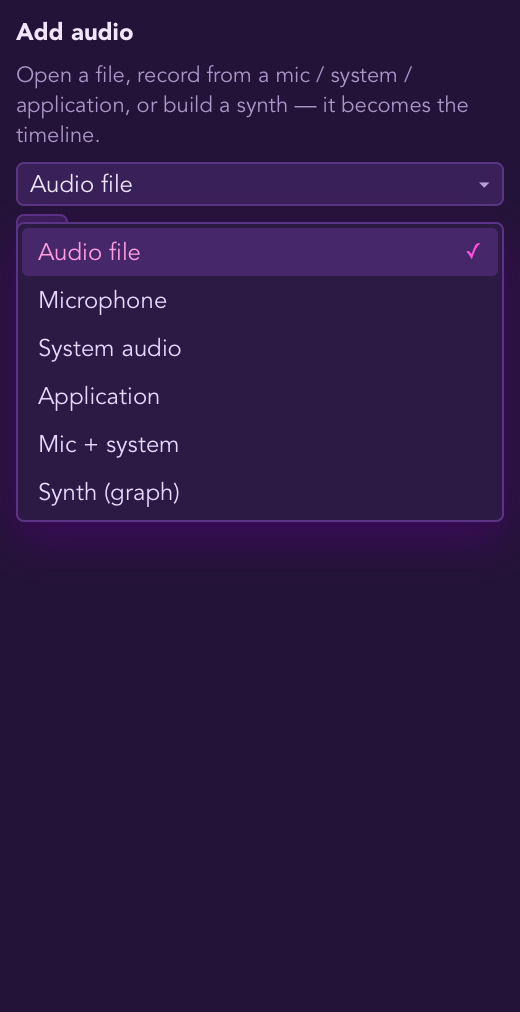 Add audio
Open a file, record from a mic / system /
application, or build a synth — it becomes the
timeline.
Audio file
Audio file
Microphone
System audio
Application
Mic + system
Synth (graph)